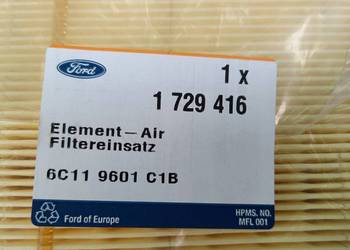 Ford
1 x
1 729 416
Element – Air
Filtereinsatz
6C11 9601 C1B
Ford of Europe
HPMS. NO.
MFL 001